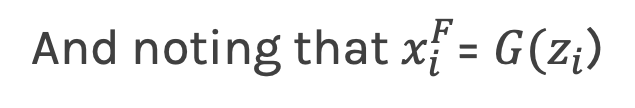 And noting that $x_i^F = G(z_i)$